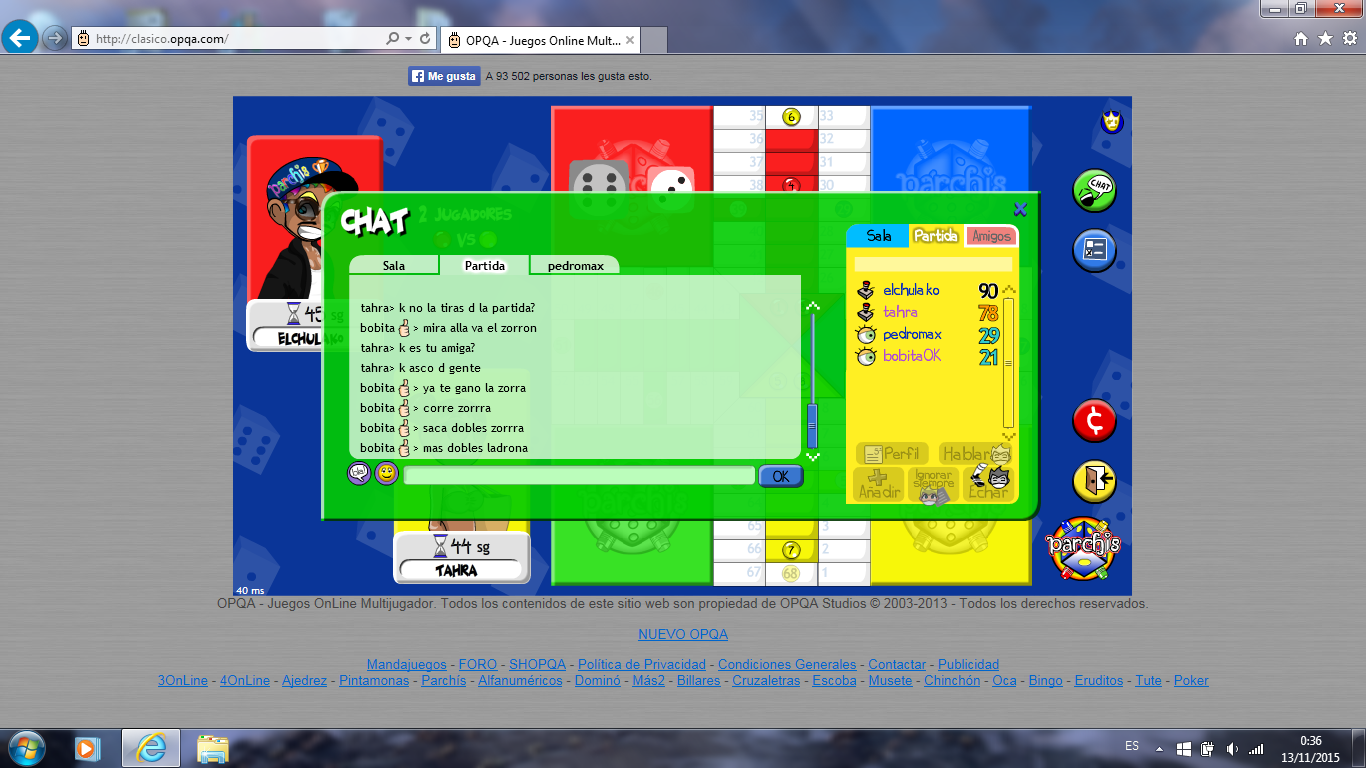 http://clasico.opqa.com/
OPQA - Juegos Online Mult...
Me gusta
A 93 502 personas les gusta esto.
parchís
35
6
33
36
32
37
31
38
4
30
parchís
CHAT
CHAT
2 JUGADORES
VS
Sala
Partida
pedromax
Sala
Partida
Amigos
tahra> k no la tiras d la partida?
bobita > mira alla va el zorron
tahra> k es tu amiga?
tahra> k asco d gente
bobita > ya te gano la zorra
bobita > corre zorrra
bobita > saca dobles zorrra
bobita > mas dobles ladrona
OK
elchulako 90
tahra 78
pedromax 29
bobitaOK 21
Perfil
Hablar
Añadir
Ignorar siempre
Echar
45 sg
ELCHULAKO
44 sg
TAHRA
65
3
66
7
2
67
68
1
parchís
40 ms
OPQA - Juegos OnLine Multijugador. Todos los contenidos de este sitio web son propiedad de OPQA Studios © 2003-2013 - Todos los derechos reservados.
NUEVO OPQA
Mandajuegos - FORO - SHOPQA - Política de Privacidad - Condiciones Generales - Contactar - Publicidad
3OnLine - 4OnLine - Ajedrez - Pintamonas - Parchís - Alfanuméricos - Dominó - Más2 - Billares - Cruzaletras - Escoba - Musete - Chinchón - Oca - Bingo - Eruditos - Tute - Poker
ES
0:36
13/11/2015